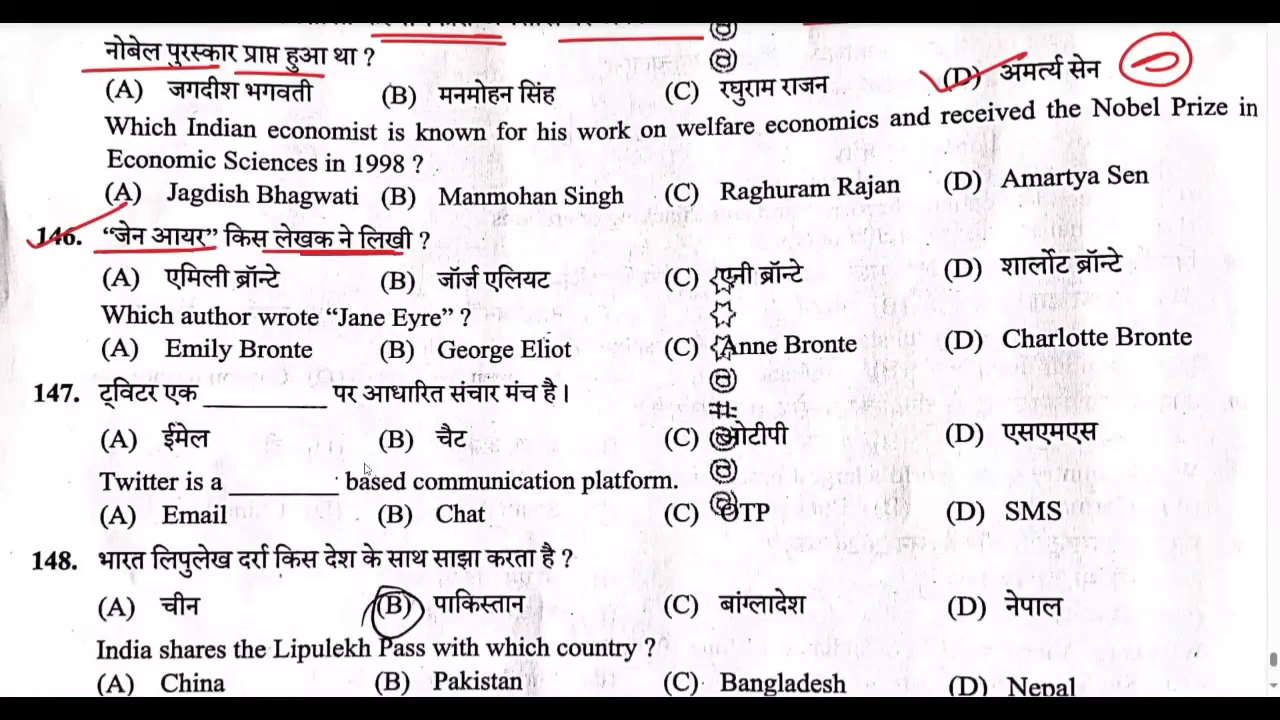 नोबेल पुरस्कार प्राप्त हुआ था ?
(A) जगदीश भगवती (B) मनमोहन सिंह (C) रघुराम राजन (D) अमर्त्य सेन
Which Indian economist is known for his work on welfare economics and received the Nobel Prize in
Economic Sciences in 1998 ?
(A) Jagdish Bhagwati (B) Manmohan Singh (C) Raghuram Rajan (D) Amartya Sen
146. “जेन आयर” किस लेखक ने लिखी ?
(A) एमिली ब्रॉन्टे (B) जॉर्ज एलियट (C) एनी ब्रॉन्टे (D) शार्लोट ब्रॉन्टे
Which author wrote “Jane Eyre” ?
(A) Emily Bronte (B) George Eliot (C) Anne Bronte (D) Charlotte Bronte
147. ट्विटर एक __________ पर आधारित संचार मंच है।
(A) ईमेल (B) चैट (C) ओटीपी (D) एसएमएस
Twitter is a __________ based communication platform.
(A) Email (B) Chat (C) OTP (D) SMS
148. भारत लिपुलेख दर्रा किस देश के साथ साझा करता है ?
(A) चीन (B) पाकिस्तान (C) बांग्लादेश (D) नेपाल
India shares the Lipulekh Pass with which country ?
(A) China (B) Pakistan (C) Bangladesh (D) Nepal